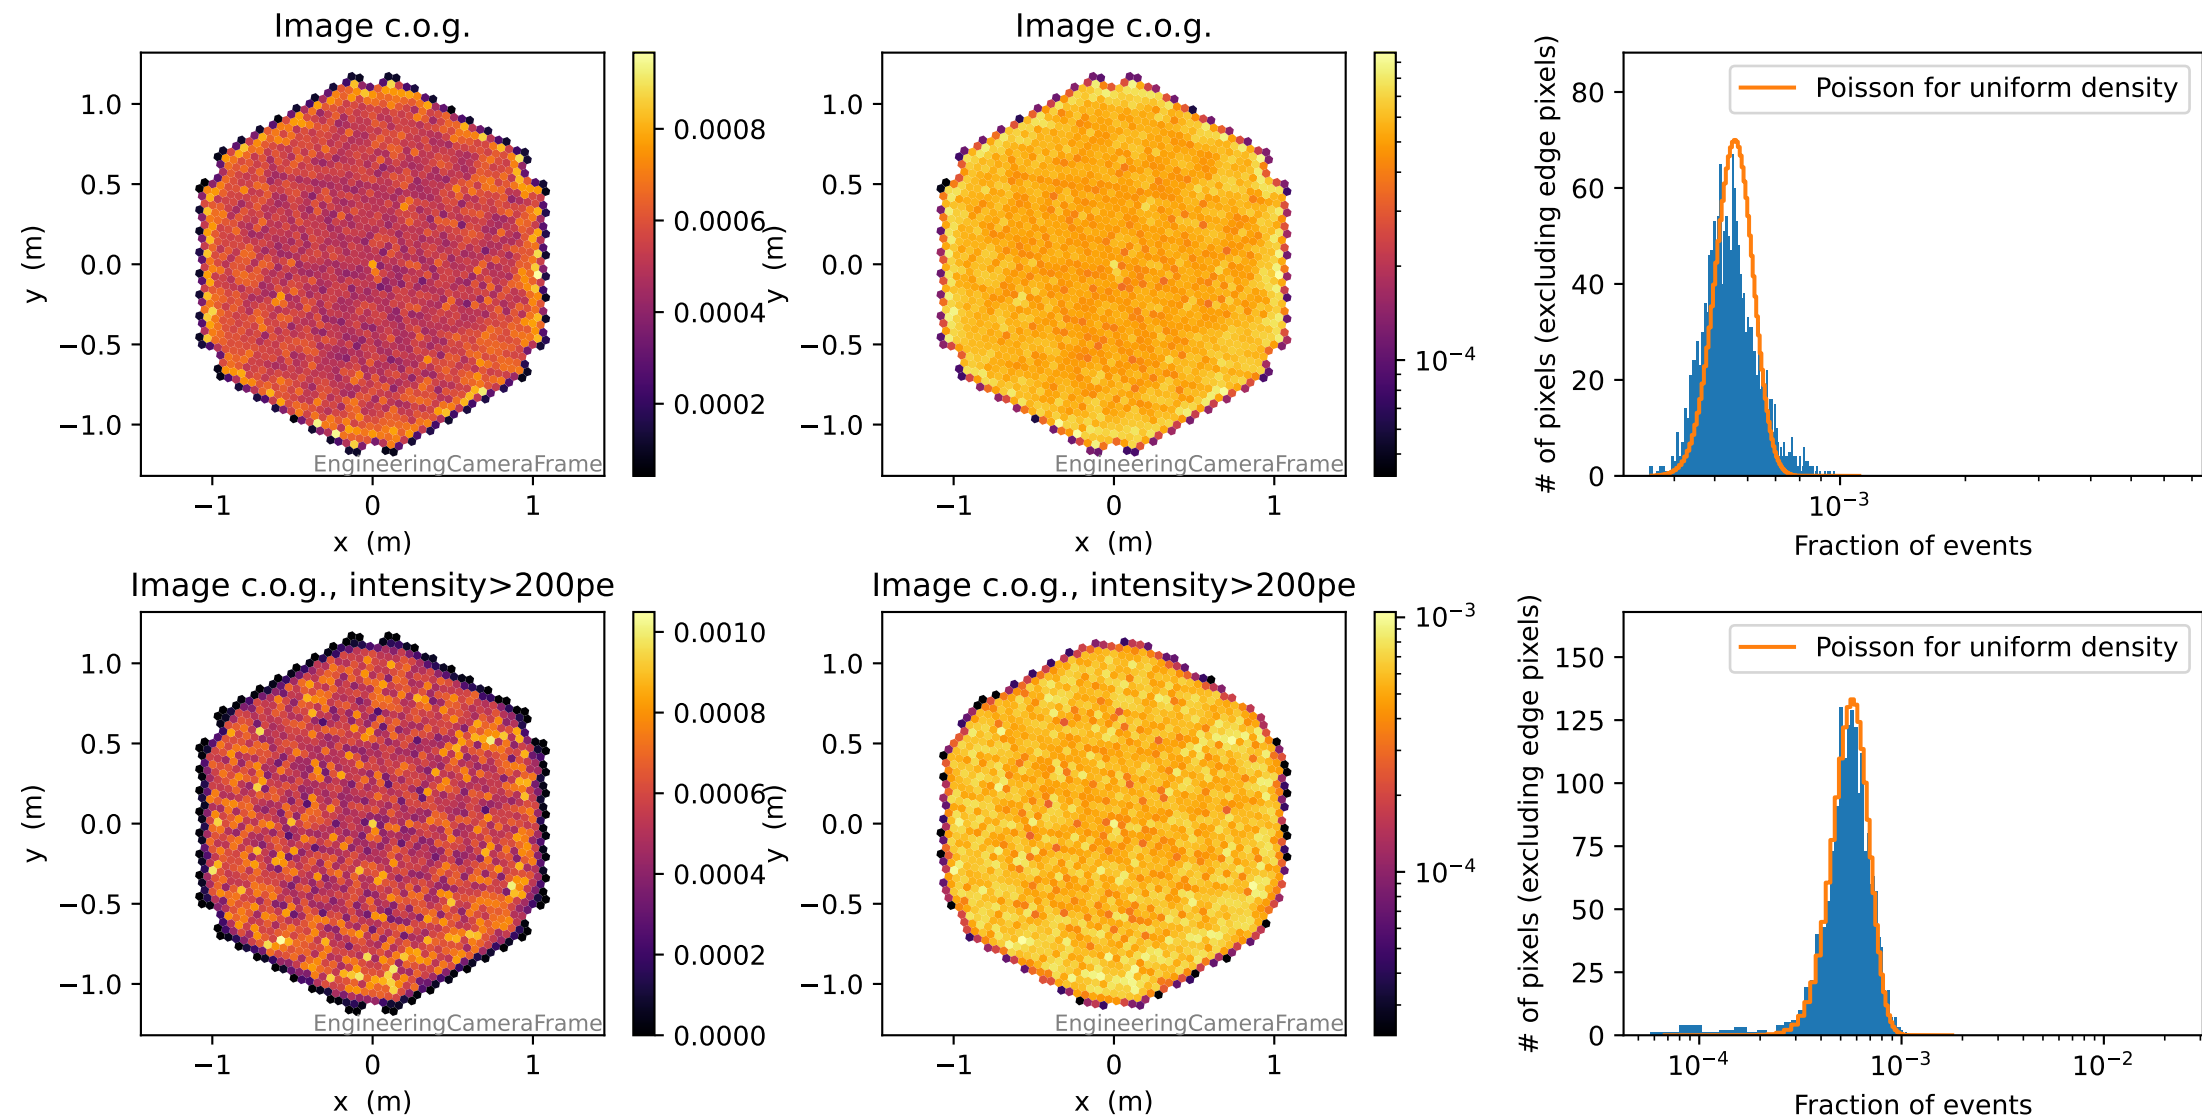 Image c.o.g.
1.0
0.5
0.0
−0.5
−1.0
y (m)
−1
0
1
x (m)
EngineeringCameraFrame
0.0008
0.0006
0.0004
0.0002
Image c.o.g.
1.0
0.5
0.0
−0.5
−1.0
y (m)
−1
0
1
x (m)
EngineeringCameraFrame
10⁻⁴
Poisson for uniform density
80
60
40
20
0
# of pixels (excluding edge pixels)
10⁻³
Fraction of events
Image c.o.g., intensity>200pe
1.0
0.5
0.0
−0.5
−1.0
y (m)
−1
0
1
x (m)
EngineeringCameraFrame
0.0010
0.0008
0.0006
0.0004
0.0002
0.0000
Image c.o.g., intensity>200pe
1.0
0.5
0.0
−0.5
−1.0
y (m)
−1
0
1
x (m)
EngineeringCameraFrame
10⁻³
10⁻⁴
Poisson for uniform density
150
125
100
75
50
25
0
# of pixels (excluding edge pixels)
10⁻⁴
10⁻³
10⁻²
Fraction of events